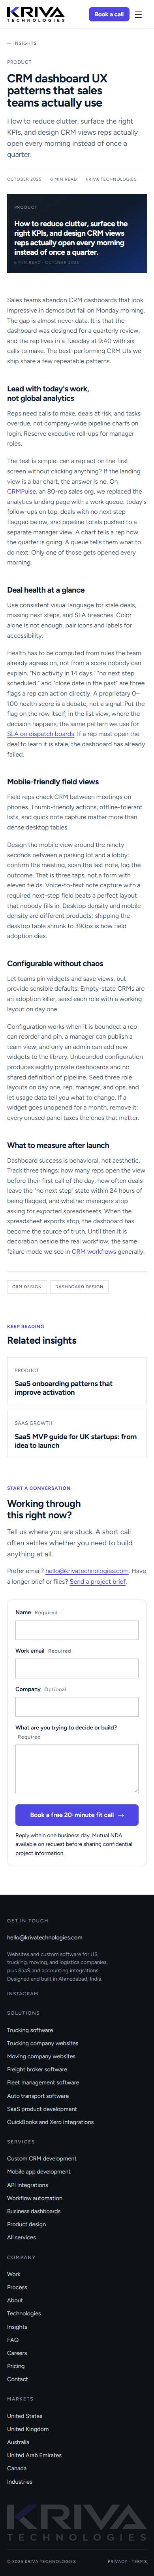 KRIVA
TECHNOLOGIES
Book a call
← INSIGHTS
PRODUCT
CRM dashboard UX
patterns that sales
teams actually use
How to reduce clutter, surface the
right KPIs, and design CRM views reps
actually open every morning instead of once a
quarter.
OCTOBER 2025 6 MIN READ KRIVA TECHNOLOGIES
PRODUCT
How to reduce clutter, surface the
right KPIs, and design CRM views
reps actually open every morning
instead of once a quarter.
6 MIN READ · OCTOBER 2025
Sales teams abandon CRM dashboards that look
impressive in demos but fail on Monday morning.
The gap is rarely data. It is what gets shown first,
what gets hidden, and whether the
dashboard was designed for a quarterly review,
not the way a rep starts their Tuesday at 9:40 with six
calls to make. The best-performing CRM UIs we
ship share a few repeatable patterns.
Lead with today's work,
not global analytics
Reps need calls to make, deals at risk, and tasks
overdue, not company-wide pipeline charts on
login. Reserve executive roll-ups for manager
roles.
The test is simple: can a rep act on the first
screen without clicking anything? If the landing
view is a chart, the answer is no. On
CRMPulse, an 80-rep sales org, we replaced the
analytics landing page with a work queue: today's
calls, deals with no next step
flagged row, and pipeline totals pushed to a
separate manager view. A chart tells a rep how
the quarter is going. A queue tells them what to
do next. Only one of those gets opened every
morning.
Deal health at a glance
Use consistent visual language for stall deals,
missing next steps, and SLA breaches. Color
alone is not enough, pair icons and labels for
accessibility.
Health has to be computed from rules the team
already agrees on, not from a score nobody can
explain. "No activity in 14 days," "no next step
scheduled," and "close date has passed" are three
flags a rep can act on directly. A propriety 0–
100 score is a number to argue about. Put the
flag on the row itself, in the list view, where the
decision happens, the same pattern we use for
SLA on dispatch boards. If a rep must open the
deal to learn it is stale, the dashboard has already
failed.
Mobile-friendly field views
Field reps check CRM between meetings on
phones. Thumb-friendly actions, offline-tolerant
lists, and quick note capture matter more than
dense desktop tables.
Design the mobile view around the ninety
seconds between a parking lot and a lobby:
confirm the next meeting, scan the last note, log the
outcome. That is three taps, not a form with
eleven fields. Voice-to-text note capture and a
required next-step field beats a perfect layout
that nobody fills in. Desktop density and mobile
density are different products; shipping the
desktop table shrunk to 390px is how field
adoption dies.
Configurable without chaos
Let teams pin widgets and save views, but
provide sensible defaults. Empty-state CRMs are
an adoption killer, seed each role with a working
layout on day one.
Configuration works when it is bounded: a rep
can reorder and pin, a manager can publish a
team view, and only an admin can add new
widgets to the library. Unbounded configuration
produces eighty private dashboards and no
shared definition of pipeline. Seed three role
layouts on day one, rep, manager, and ops, and
let usage data tell you what to change. If a
widget goes unopened for a month, remove it;
every unused panel taxes the ones that matter.
What to measure after launch
Dashboard success is behavioral, not aesthetic.
Track three things: how many reps open the view
before their first call of the day, how often deals
leave the "no next step" state within 24 hours, and
whether managers stop exporting to
spreadsheets. When
spreadsheet exports stop, the dashboard has
become the source of truth. Until then it is
decoration beside the real workflow, the same
failure mode we see in CRM workflows generally.
CRM DESIGN DASHBOARD DESIGN
KEEP READING
Related insights
PRODUCT
SaaS onboarding patterns that
improve activation
SAAS GROWTH
SaaS MVP guide for UK startups: from
idea to launch
START A CONVERSATION
Working through
this right now?
Tell us where you are stuck. A short call
often settles whether you need to build
anything at all.
Prefer email? hello@krivatechnologies.com. Have
a longer brief or files? Send a project brief.
Name Required
Work email Required
Company Optional
What are you trying to decide or build?
Required
Book a free 20-minute fit call →
Reply within one business day. Mutual NDA
available on request before sharing confidential
project information.
GET IN TOUCH
hello@krivatechnologies.com
Websites and custom software for US
trucking, moving, and logistics companies,
plus SaaS and accounting integrations.
Designed and built in Ahmedabad, India.
INSTAGRAM
SOLUTIONS
Trucking software
Trucking company websites
Moving company websites
Freight broker software
Fleet management software
Auto transport software
SaaS product development
QuickBooks and Xero integrations
SERVICES
Custom CRM development
Mobile app development
API integrations
Workflow automation
Business dashboards
Product design
All services
COMPANY
Work
Process
About
Technologies
Insights
FAQ
Careers
Pricing
Contact
MARKETS
United States
United Kingdom
Australia
United Arab Emirates
Canada
Industries
KRIVA
TECHNOLOGIES
© 2026 KRIVA TECHNOLOGIES PRIVACY TERMS